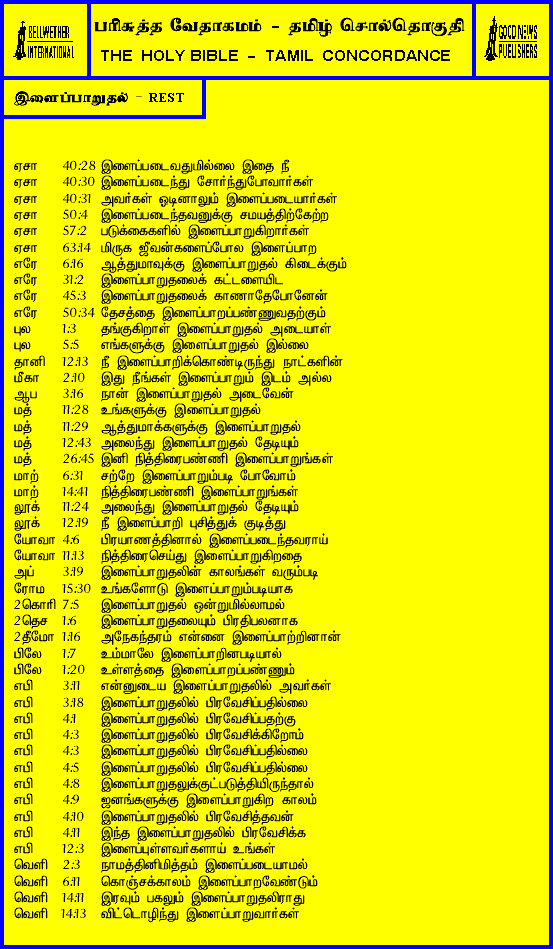 BELLWETHER
INTERNATIONAL
பரிசுத்த வேதாகமம் - தமிழ் சொல்தொகுதி
THE HOLY BIBLE - TAMIL CONCORDANCE
GOOD NEWS
PUBLISHERS
இளைப்பாறுதல் - REST
ஏசா 40:28 இளைப்படைவதுமில்லை இதை நீ
ஏசா 40:30 இளைப்படைந்து சோர்ந்துபோவார்கள்
ஏசா 40:31 அவர்கள் ஓடினாலும் இளைப்படையார்கள்
ஏசா 50:4 இளைப்படைந்தவனுக்கு சமயத்திற்கேற்ற
ஏசா 57:2 படுக்கைகளில் இளைப்பாறுகிறார்கள்
ஏசா 63:14 மிருக ஜீவன்களைப்போல இளைப்பாற
எரே 6:16 ஆத்துமாவுக்கு இளைப்பாறுதல் கிடைக்கும்
எரே 31:2 இளைப்பாறுதலைக் கட்டளையிட
எரே 45:3 இளைப்பாறுதலைக் காணாதேபோனேன்
எரே 50:34 தேசத்தை இளைப்பாறப்பண்ணுவதற்கும்
புல 1:3 தங்குகிறாள் இளைப்பாறுதல் அடையாள்
புல 5:5 எங்களுக்கு இளைப்பாறுதல் இல்லை
தானி 12:13 நீ இளைப்பாறிக்கொண்டிருந்து நாட்களின்
மீகா 2:10 இது நீங்கள் இளைப்பாறும் இடம் அல்ல
ஆப 3:16 நான் இளைப்பாறுதல் அடைவேன்
மத் 11:28 உங்களுக்கு இளைப்பாறுதல்
மத் 11:29 ஆத்துமாக்களுக்கு இளைப்பாறுதல்
மத் 12:43 அலைந்து இளைப்பாறுதல் தேடியும்
மத் 26:45 இனி நித்திரைபண்ணி இளைப்பாறுங்கள்
மாற் 6:31 சற்றே இளைப்பாறும்படி போவோம்
மாற் 14:41 நித்திரைபண்ணி இளைப்பாறுங்கள்
லூக் 11:24 அலைந்து இளைப்பாறுதல் தேடியும்
லூக் 12:19 நீ இளைப்பாறி புசித்துக் குடித்து
யோவா 4:6 பிரயாணத்தினால் இளைப்படைந்தவராய்
யோவா 11:13 நித்திரைசெய்து இளைப்பாறுகிறதை
அப் 3:19 இளைப்பாறுதலின் காலங்கள் வரும்படி
ரோம 15:30 உங்களோடு இளைப்பாறும்படியாக
2கொரி 7:5 இளைப்பாறுதல் ஒன்றுமில்லாமல்
2தெச 1:6 இளைப்பாறுதலையும் பிரதிபலனாக
2தீமோ 1:16 அநேகந்தரம் என்னை இளைப்பாற்றினான்
பிலே 1:7 உம்மாலே இளைப்பாறினபடியால்
பிலே 1:20 உள்ளத்தை இளைப்பாறப்பண்ணும்
எபி 3:11 என்னுடைய இளைப்பாறுதலில் அவர்கள்
எபி 3:18 இளைப்பாறுதலில் பிரவேசிப்பதில்லை
எபி 4:1 இளைப்பாறுதலில் பிரவேசிப்பதற்கு
எபி 4:3 இளைப்பாறுதலில் பிரவேசிக்கிறோம்
எபி 4:3 இளைப்பாறுதலில் பிரவேசிப்பதில்லை
எபி 4:5 இளைப்பாறுதலில் பிரவேசிப்பதில்லை
எபி 4:8 இளைப்பாறுதலுக்குட்படுத்தியிருந்தால்
எபி 4:9 ஜனங்களுக்கு இளைப்பாறுகிற காலம்
எபி 4:10 இளைப்பாறுதலில் பிரவேசித்தவன்
எபி 4:11 இந்த இளைப்பாறுதலில் பிரவேசிக்க
எபி 12:3 இளைப்புள்ளவர்களாய் உங்கள்
வெளி 2:3 நாமத்தினிமித்தம் இளைப்படையாமல்
வெளி 6:11 கொஞ்சக்காலம் இளைப்பாறவேண்டும்
வெளி 14:11 இரவும் பகலும் இளைப்பாறுதலிராது
வெளி 14:13 விட்டொழிந்து இளைப்பாறுவார்கள்